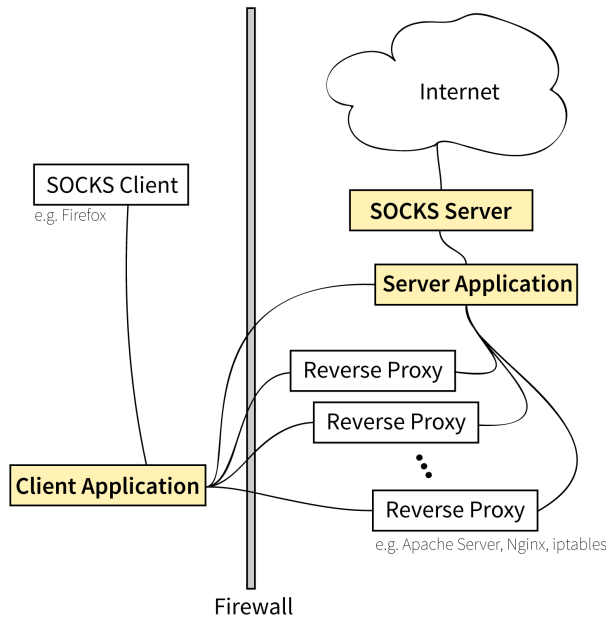 Internet
SOCKS Client
e.g. Firefox
SOCKS Server
Server Application
Reverse Proxy
Reverse Proxy
Client Application
Reverse Proxy
e.g. Apache Server, Nginx, iptables
Firewall